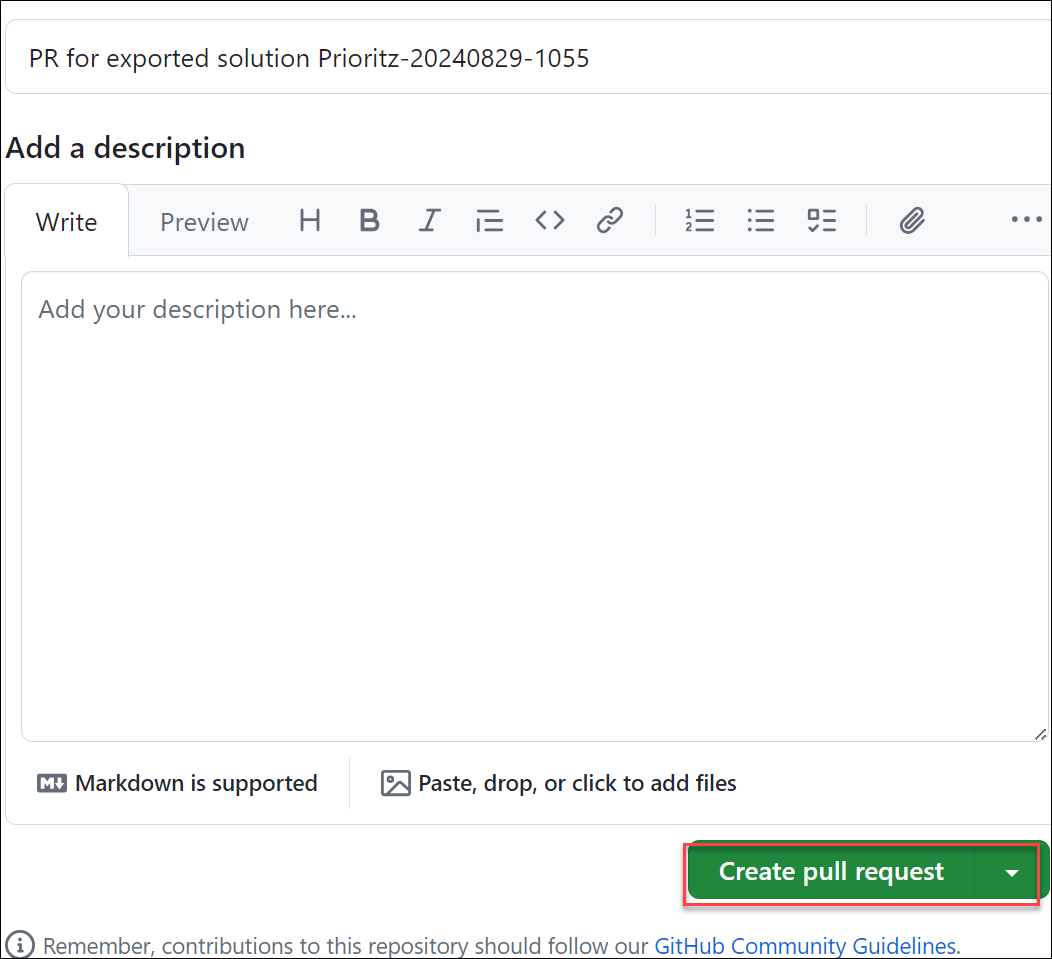 PR for exported solution Prioritz-20240829-1055
Add a description
Write Preview
Add your description here...
Markdown is supported Paste, drop, or click to add files
Create pull request
Remember, contributions to this repository should follow our GitHub Community Guidelines.